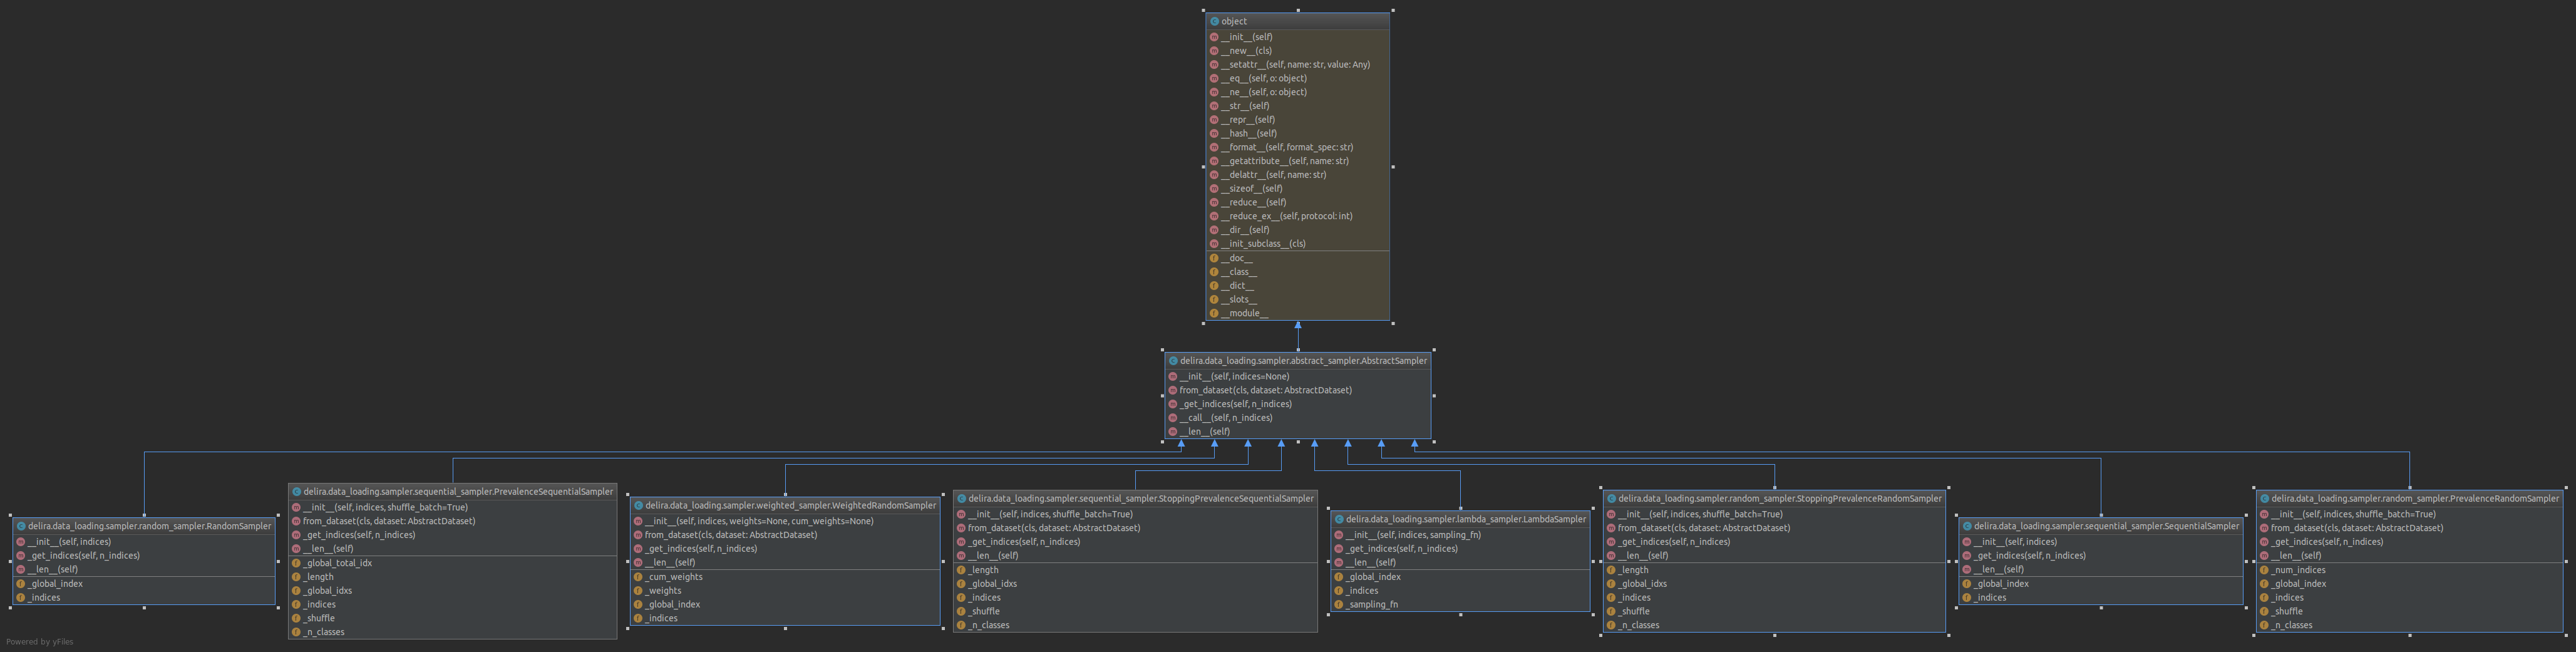 object
__init__(self)
__new__(cls)
__setattr__(self, name: str, value: Any)
__eq__(self, o: object)
__ne__(self, o: object)
__str__(self)
__repr__(self)
__hash__(self)
__format__(self, format_spec: str)
__getattribute__(self, name: str)
__delattr__(self, name: str)
__sizeof__(self)
__reduce__(self)
__reduce_ex__(self, protocol: int)
__dir__(self)
__init_subclass__(cls)
__doc__
__class__
__dict__
__slots__
__module__
delira.data_loading.sampler.abstract_sampler.AbstractSampler
__init__(self, indices=None)
from_dataset(cls, dataset: AbstractDataset)
_get_indices(self, n_indices)
__call__(self, n_indices)
__len__(self)
delira.data_loading.sampler.random_sampler.RandomSampler
__init__(self, indices)
_get_indices(self, n_indices)
__len__(self)
_global_index
_indices
delira.data_loading.sampler.sequential_sampler.PrevalenceSequentialSampler
__init__(self, indices, shuffle_batch=True)
from_dataset(cls, dataset: AbstractDataset)
_get_indices(self, n_indices)
__len__(self)
_global_total_idx
_length
_global_idxs
_indices
_shuffle
_n_classes
delira.data_loading.sampler.weighted_sampler.WeightedRandomSampler
__init__(self, indices, weights=None, cum_weights=None)
from_dataset(cls, dataset: AbstractDataset)
_get_indices(self, n_indices)
__len__(self)
_cum_weights
_weights
_global_index
_indices
delira.data_loading.sampler.sequential_sampler.StoppingPrevalenceSequentialSampler
__init__(self, indices, shuffle_batch=True)
from_dataset(cls, dataset: AbstractDataset)
_get_indices(self, n_indices)
__len__(self)
_length
_global_idxs
_indices
_shuffle
_n_classes
delira.data_loading.sampler.lambda_sampler.LambdaSampler
__init__(self, indices, sampling_fn)
_get_indices(self, n_indices)
__len__(self)
_global_index
_indices
_sampling_fn
delira.data_loading.sampler.random_sampler.StoppingPrevalenceRandomSampler
__init__(self, indices, shuffle_batch=True)
from_dataset(cls, dataset: AbstractDataset)
_get_indices(self, n_indices)
__len__(self)
_length
_global_idxs
_indices
_shuffle
_n_classes
delira.data_loading.sampler.sequential_sampler.SequentialSampler
__init__(self, indices)
_get_indices(self, n_indices)
__len__(self)
_global_index
_indices
delira.data_loading.sampler.random_sampler.PrevalenceRandomSampler
__init__(self, indices, shuffle_batch=True)
from_dataset(cls, dataset: AbstractDataset)
_get_indices(self, n_indices)
__len__(self)
_num_indices
_global_index
_indices
_shuffle
_n_classes
Powered by yFiles